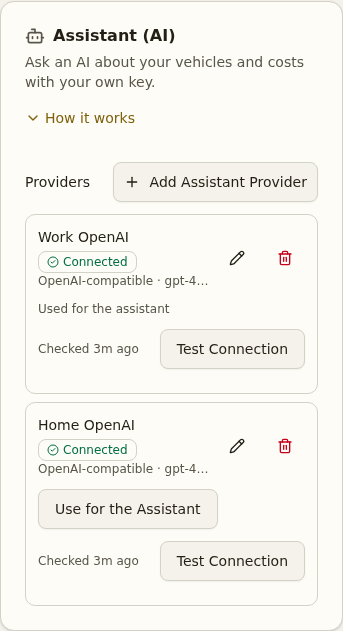 Assistant (AI)
Ask an AI about your vehicles and costs
with your own key.
How it works
Providers
Add Assistant Provider
Work OpenAI
Connected
OpenAI-compatible · gpt-4…
Used for the assistant
Checked 3m ago
Test Connection
Home OpenAI
Connected
OpenAI-compatible · gpt-4…
Use for the Assistant
Checked 3m ago
Test Connection